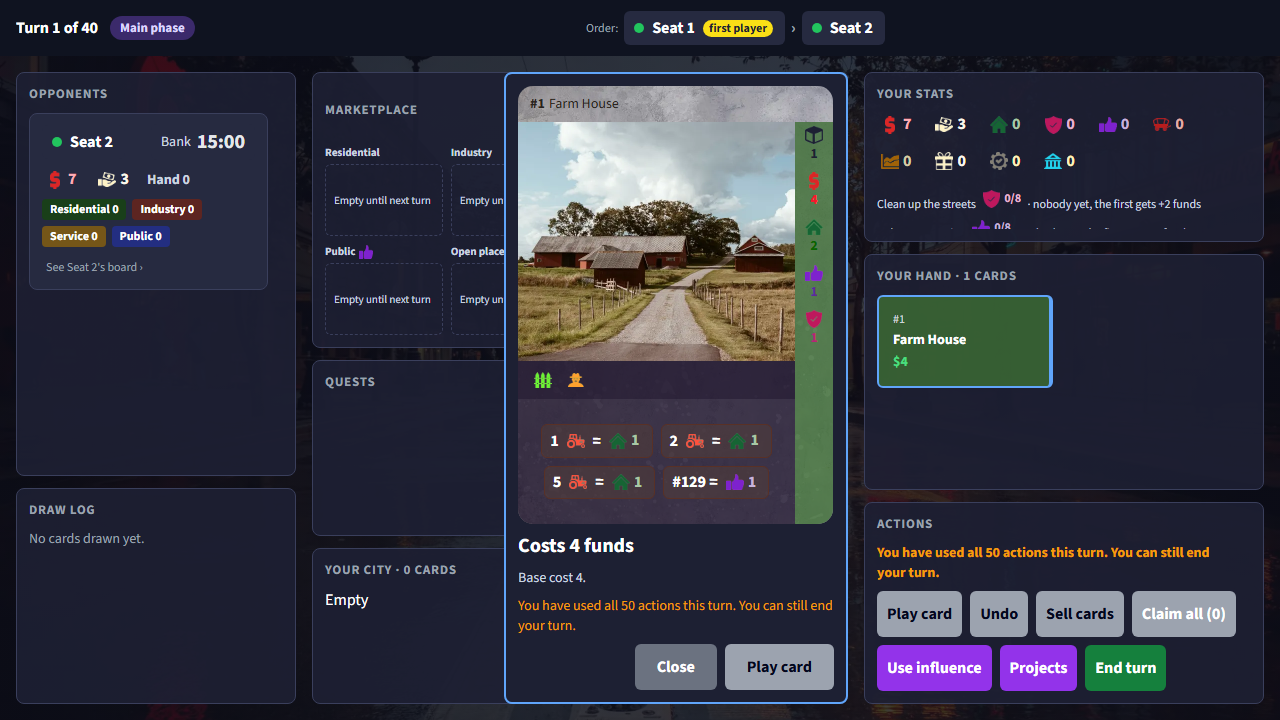 Turn 1 of 40 Main phase
Order: Seat 1 first player › Seat 2
OPPONENTS
Seat 2 Bank 15:00
7 3 Hand 0
Residential 0 Industry 0
Service 0 Public 0
See Seat 2's board ›
DRAW LOG
No cards drawn yet.
MARKETPLACE
Residential Industry
Empty until next turn Empty un
Public Open place
Empty until next turn Empty un
QUESTS
YOUR CITY · 0 CARDS
Empty
#1 Farm House
1
4
2
1
1
1 = 1 2 = 1
5 = 1 #129 = 1
Costs 4 funds
Base cost 4.
You have used all 50 actions this turn. You can still end
your turn.
Close Play card
YOUR STATS
7 3 0 0 0 0
0 0 0 0
Clean up the streets 0/8 · nobody yet, the first gets +2 funds
0/8
YOUR HAND · 1 CARDS
#1
Farm House
$4
ACTIONS
You have used all 50 actions this turn. You can still end
your turn.
Play card Undo Sell cards Claim all (0)
Use influence Projects End turn